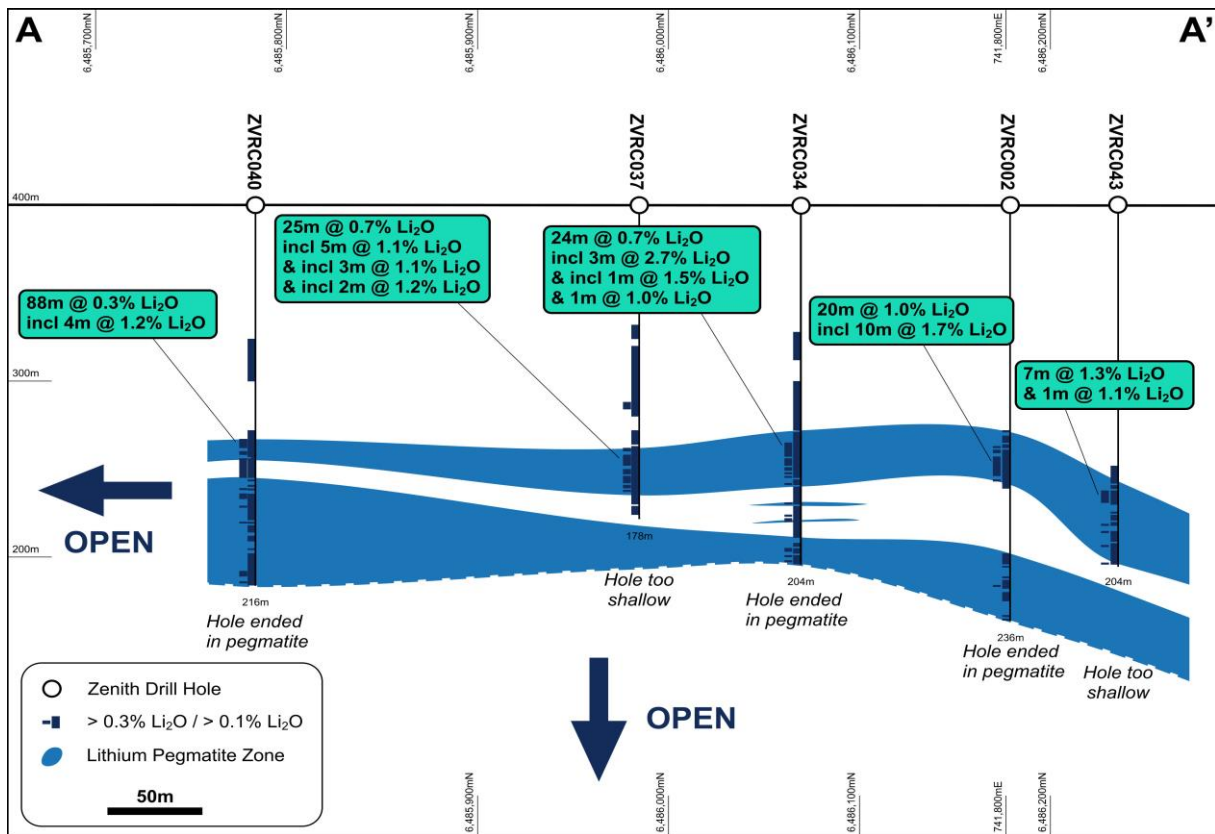 A
A'
6,485,700mN
6,485,800mN
6,485,900mN
6,486,000mN
6,486,100mN
741,800mE
6,486,200mN
ZVRC040
ZVRC037
ZVRC034
ZVRC002
ZVRC043
400m
25m @ 0.7% Li₂O
incl 5m @ 1.1% Li₂O
& incl 3m @ 1.1% Li₂O
& incl 2m @ 1.2% Li₂O
24m @ 0.7% Li₂O
incl 3m @ 2.7% Li₂O
& incl 1m @ 1.5% Li₂O
& 1m @ 1.0% Li₂O
88m @ 0.3% Li₂O
incl 4m @ 1.2% Li₂O
20m @ 1.0% Li₂O
incl 10m @ 1.7% Li₂O
7m @ 1.3% Li₂O
& 1m @ 1.1% Li₂O
300m
OPEN
200m
178m
Hole too
shallow
204m
Hole ended
in pegmatite
204m
216m
Hole ended
in pegmatite
236m
Hole ended
in pegmatite
Hole too
shallow
OPEN
Zenith Drill Hole
> 0.3% Li₂O / > 0.1% Li₂O
Lithium Pegmatite Zone
50m
6,485,900mN
6,486,000mN
6,486,100mN
741,800mE
6,486,200mN